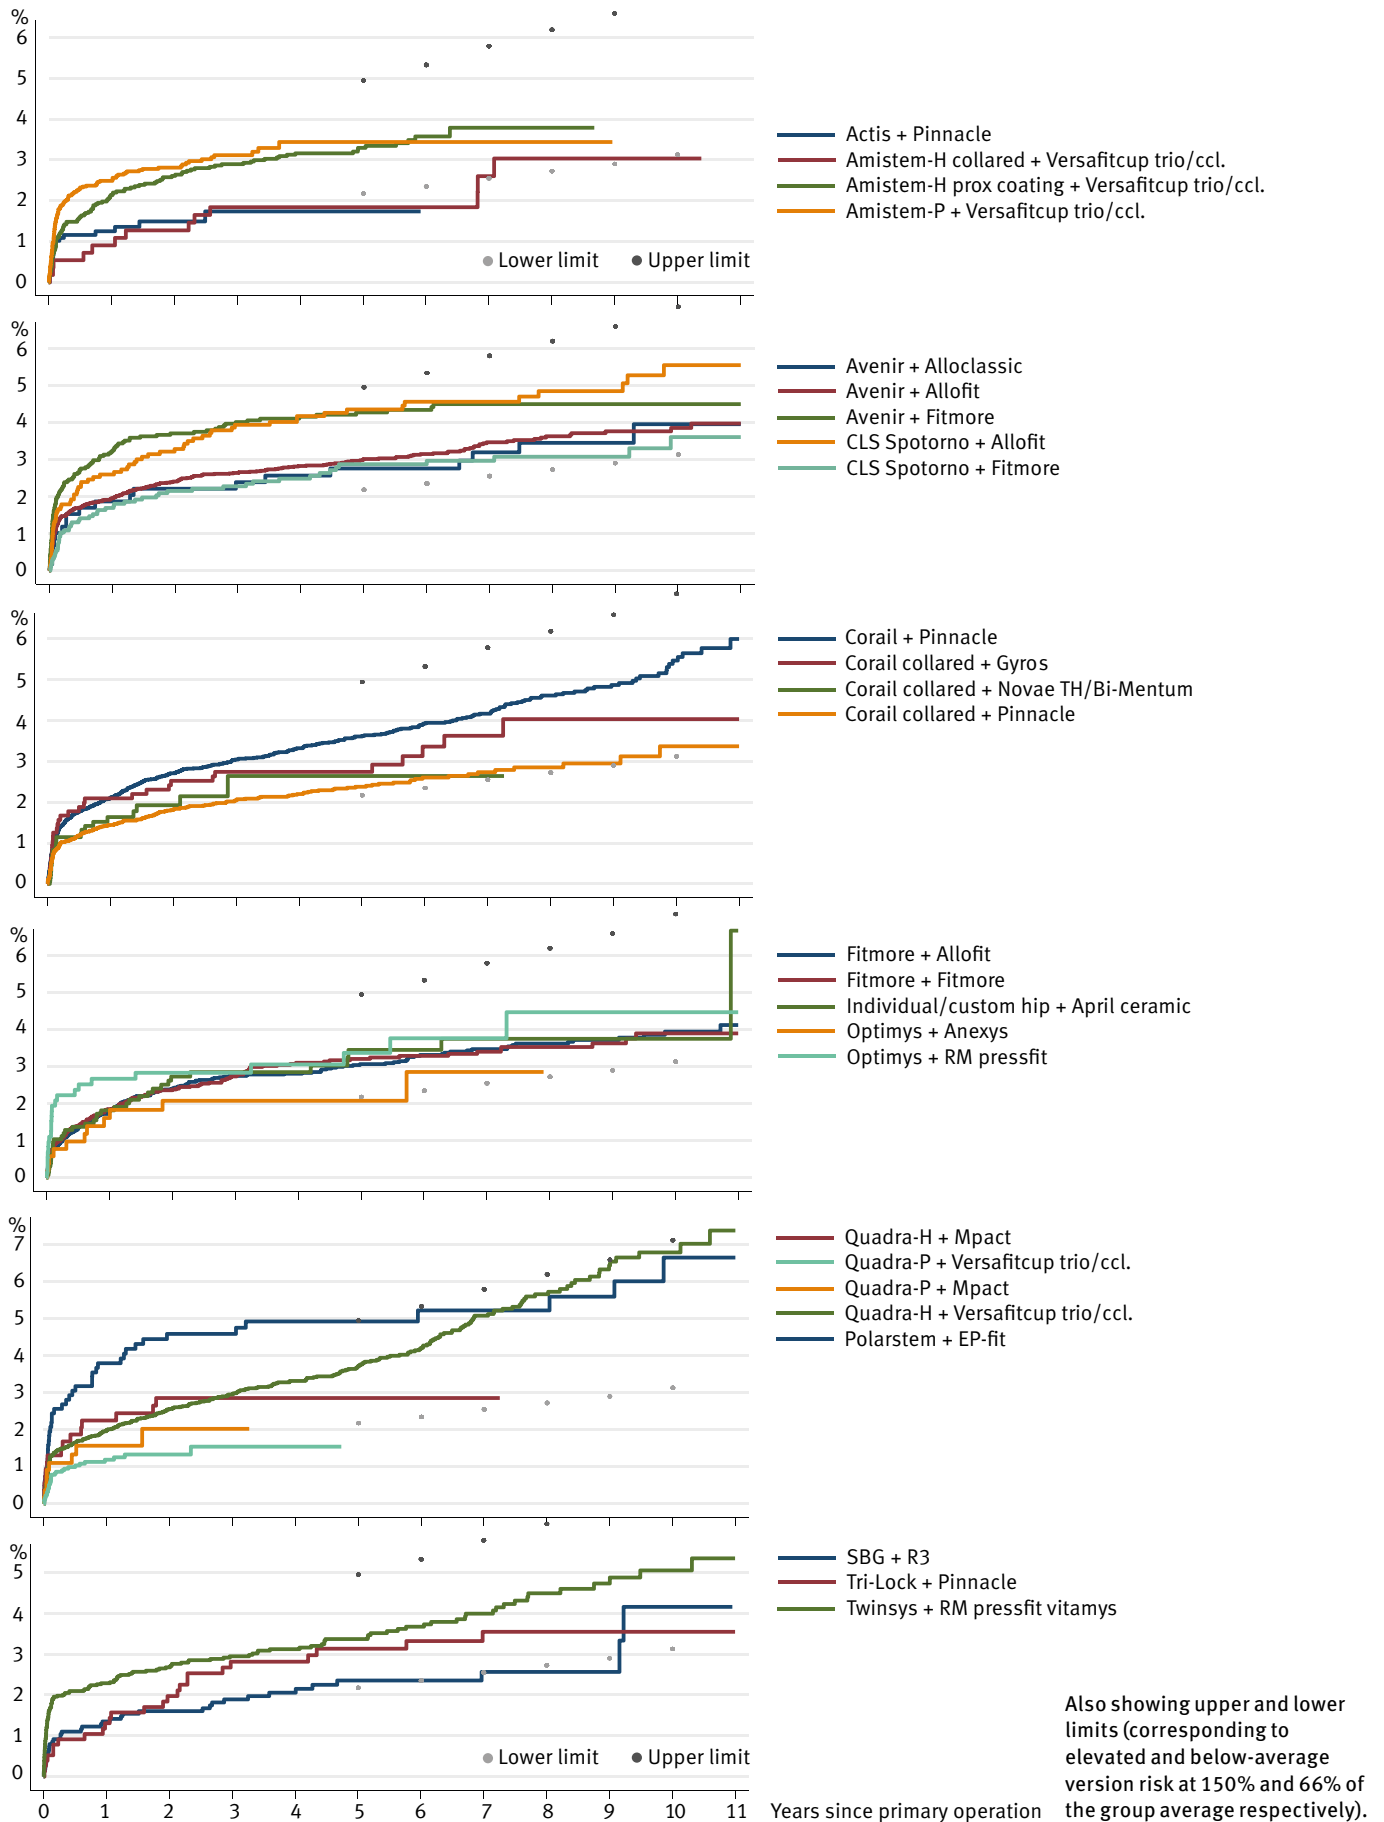 %
6
5
4
3
2
1
0
Lower limit
Upper limit
Actis + Pinnacle
Amistem-H collared + Versafitcup trio/ccl.
Amistem-H prox coating + Versafitcup trio/ccl.
Amistem-P + Versafitcup trio/ccl.
%
6
5
4
3
2
1
0
Avenir + Alloclassic
Avenir + Allofit
Avenir + Fitmore
CLS Spotorno + Allofit
CLS Spotorno + Fitmore
%
6
5
4
3
2
1
0
Corail + Pinnacle
Corail collared + Gyros
Corail collared + Novae TH/Bi-Mentum
Corail collared + Pinnacle
%
6
5
4
3
2
1
0
Fitmore + Allofit
Fitmore + Fitmore
Individual/custom hip + April ceramic
Optimys + Anexys
Optimys + RM pressfit
%
7
6
5
4
3
2
1
0
Quadra-H + Mpact
Quadra-P + Versafitcup trio/ccl.
Quadra-P + Mpact
Quadra-H + Versafitcup trio/ccl.
Polarstem + EP-fit
%
5
4
3
2
1
0
Lower limit
Upper limit
SBG + R3
Tri-Lock + Pinnacle
Twinsys + RM pressfit vitamys
0 1 2 3 4 5 6 7 8 9 10 11
Years since primary operation
Also showing upper and lower
limits (corresponding to
elevated and below-average
version risk at 150% and 66% of
the group average respectively).